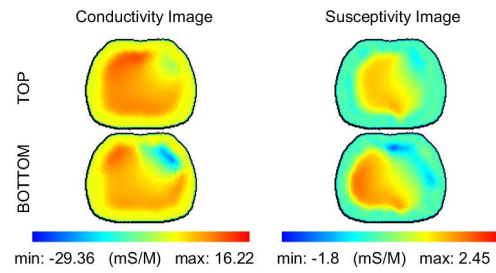 Conductivity Image
Susceptivity Image
TOP
BOTTOM
min: -29.36 (mS/M) max: 16.22
min: -1.8 (mS/M) max: 2.45